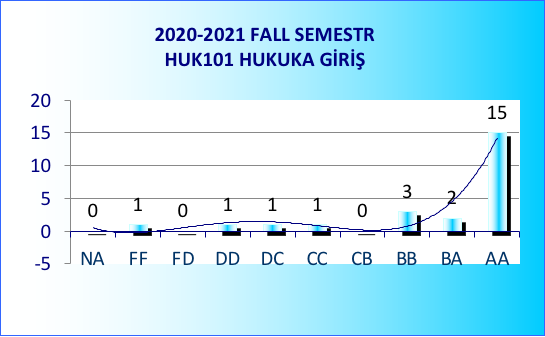 2020-2021 FALL SEMESTR
HUK101 HUKUKA GİRİŞ
20
15
10
5
0
-5
0 1 0 1 1 1 0 3 2 15
NA FF FD DD DC CC CB BB BA AA